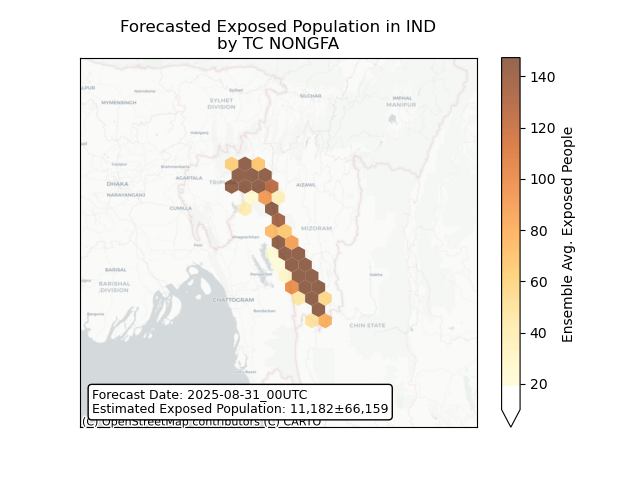 Forecasted Exposed Population in IND
by TC NONGFA
SYLHET
DIVISION
MYMENSINGH
SILCHAR
IMPHAL
MANIPUR
DHAKA
NARAYANGANJ
AGARTALA
AIZAWL
CUMILLA
MIZORAM
BARISAL
BARISHAL
DIVISION
CHATTOGRAM
CHIN STATE
140
120
100
80
60
40
20
Ensemble Avg. Exposed People
Forecast Date: 2025-08-31_00UTC
Estimated Exposed Population: 11,182±66,159
(C) OpenStreetMap contributors (C) CARTO